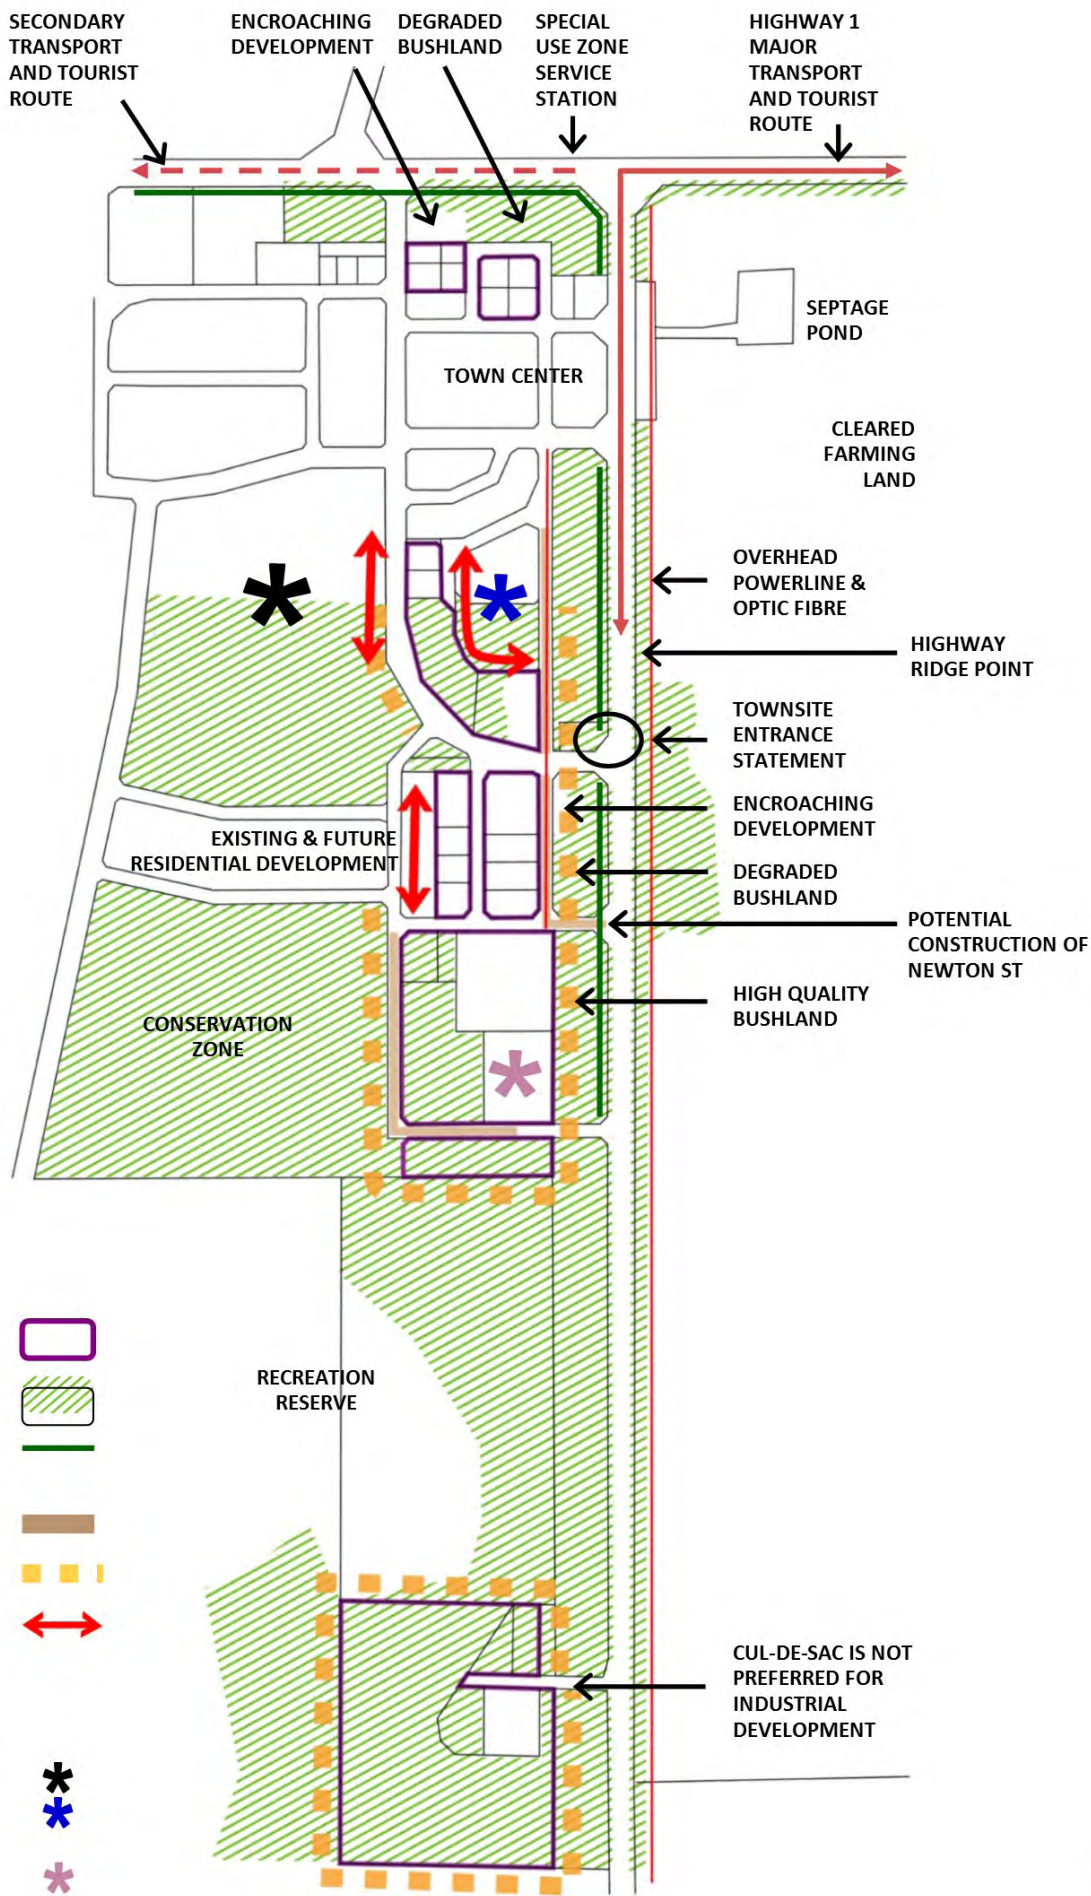 SECONDARY
TRANSPORT
AND TOURIST
ROUTE
ENCROACHING
DEVELOPMENT
DEGRADED
BUSHLAND
SPECIAL
USE ZONE
SERVICE
STATION
HIGHWAY 1
MAJOR
TRANSPORT
AND TOURIST
ROUTE
SEPTAGE
POND
TOWN CENTER
CLEARED
FARMING
LAND
OVERHEAD
POWERLINE &
OPTIC FIBRE
HIGHWAY
RIDGE POINT
TOWNSITE
ENTRANCE
STATEMENT
ENCROACHING
DEVELOPMENT
EXISTING & FUTURE
RESIDENTIAL DEVELOPMENT
DEGRADED
BUSHLAND
POTENTIAL
CONSTRUCTION OF
NEWTON ST
HIGH QUALITY
BUSHLAND
CONSERVATION
ZONE
RECREATION
RESERVE
CUL-DE-SAC IS NOT
PREFERRED FOR
INDUSTRIAL
DEVELOPMENT